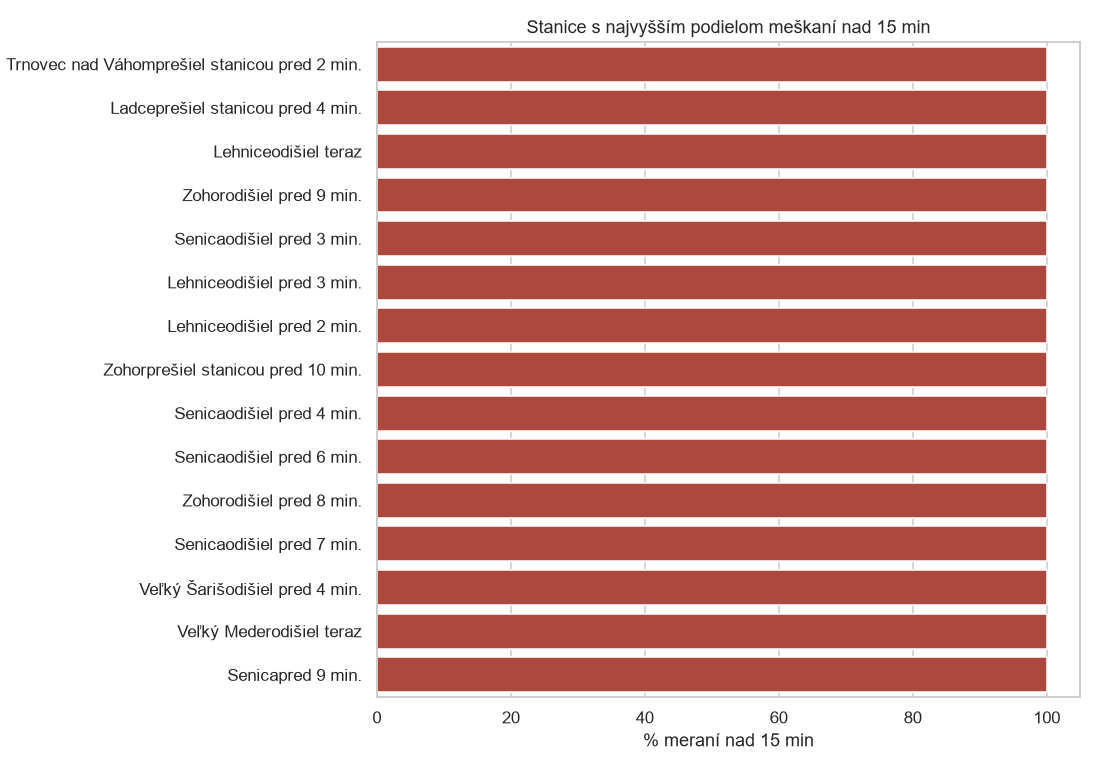 Stanice s najvyšším podielom meškaní nad 15 min
Trnovec nad Váhomprešiel stanicou pred 2 min.
Ladceprešiel stanicou pred 4 min.
Lehniceodišiel teraz
Zohorodišiel pred 9 min.
Senicaodišiel pred 3 min.
Lehniceodišiel pred 3 min.
Lehniceodišiel pred 2 min.
Zohorprešiel stanicou pred 10 min.
Senicaodišiel pred 4 min.
Senicaodišiel pred 6 min.
Zohorodišiel pred 8 min.
Senicaodišiel pred 7 min.
Veľký Šarišodišiel pred 4 min.
Veľký Mederodišiel teraz
Senicapred 9 min.
0 20 40 60 80 100
% meraní nad 15 min